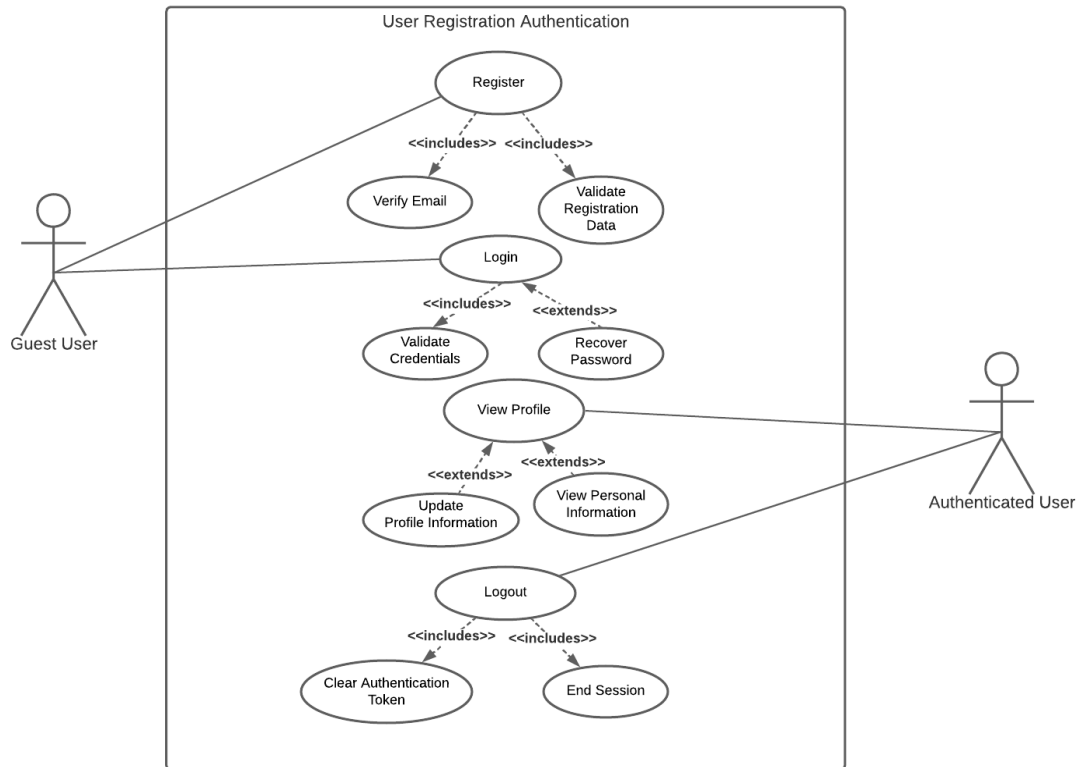 User Registration Authentication
Register
<<includes>>
<<includes>>
Verify Email
Validate
Registration
Data
Login
<<includes>>
<<extends>>
Validate
Credentials
Recover
Password
Guest User
View Profile
<<extends>>
<<extends>>
Update
Profile Information
View Personal
Information
Authenticated User
Logout
<<includes>>
<<includes>>
Clear Authentication
Token
End Session